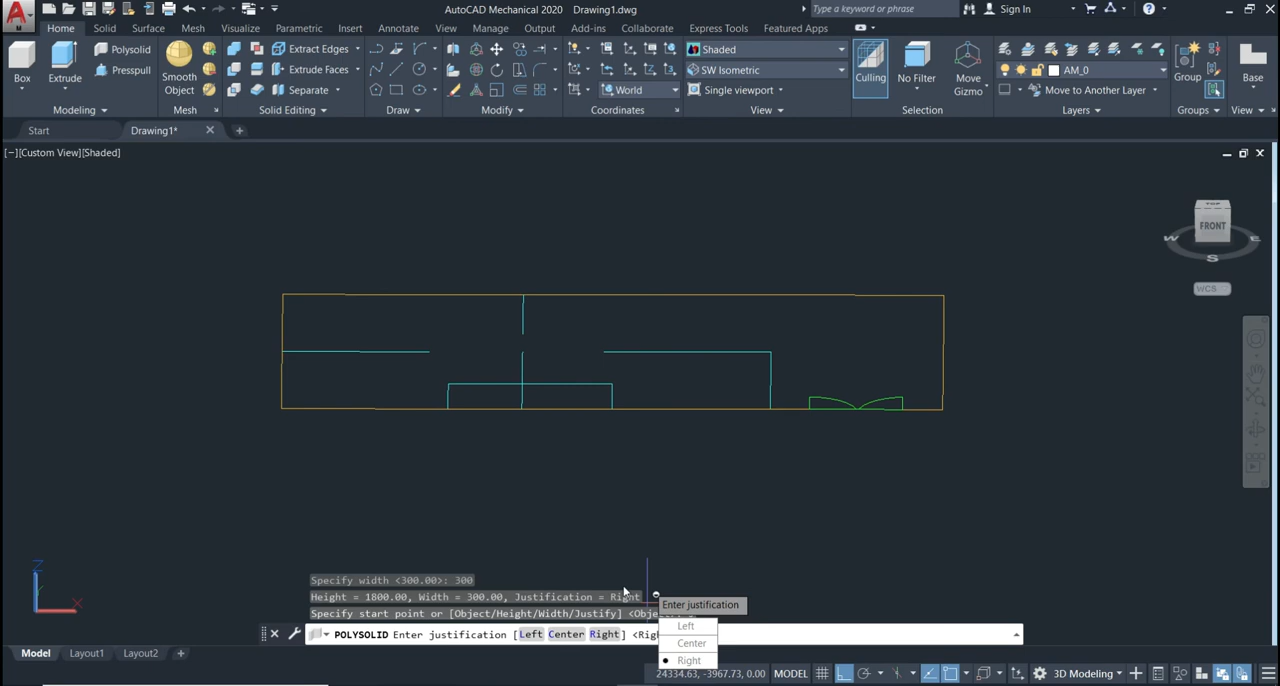 AutoCAD Mechanical 2020 Drawing1.dwg
Type a keyword or phrase
Sign In
Home Solid Surface Mesh Visualize Parametric Insert Annotate View Manage Output Add-ins Collaborate Express Tools Featured Apps
Box
Extrude
Polysolid
Presspull
Smooth
Object
Extract Edges
Extrude Faces
Separate
World
Shaded
SW Isometric
Single viewport
Culling
No Filter
Move
Gizmo
AM_0
Move to Another Layer
Group
Base
Modeling Mesh Solid Editing Draw Modify Coordinates View Selection Layers Groups View
Start Drawing1*
[−][Custom View][Shaded]
TOP
FRONT
W E
S
WCS
Z
X
Specify width <300.00>: 300
Height = 1800.00, Width = 300.00, Justification = Right
Specify start point or [Object/Height/Width/Justify] <Obje
Enter justification
POLYSOLID Enter justification [Left Center Right] <Righ
Left
Center
Right
Model Layout1 Layout2
24334.63, -3967.73, 0.00 MODEL
3D Modeling